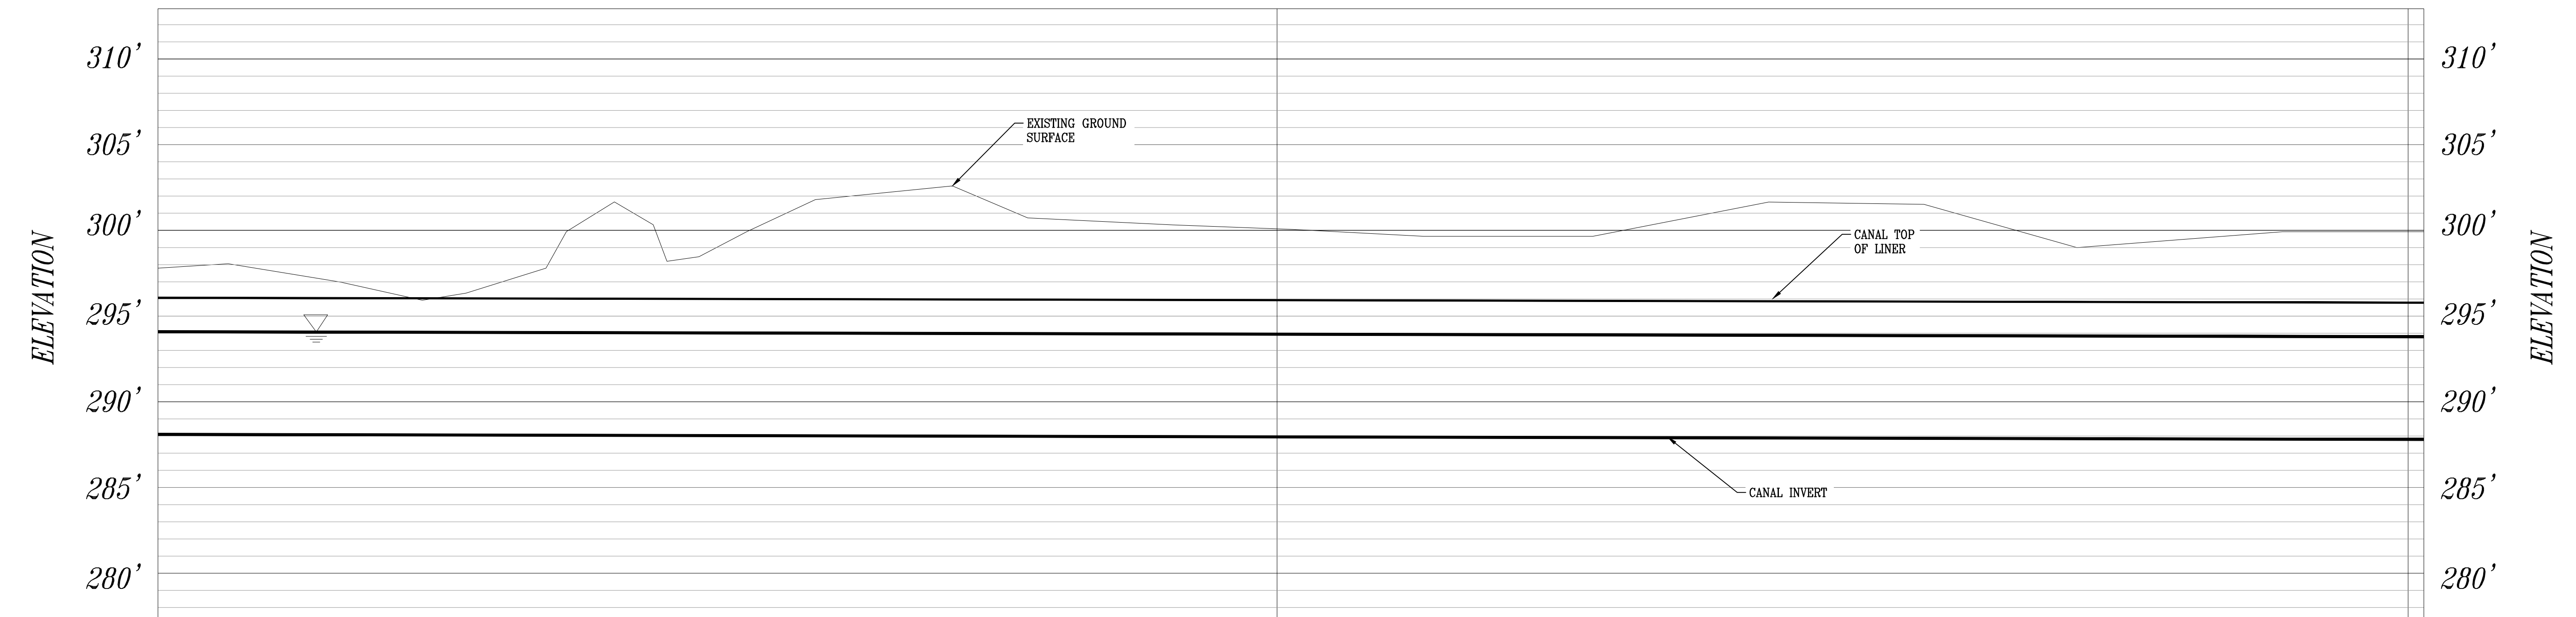 310' 310'
EXISTING GROUND
SURFACE
305' 305'
300' 300'
CANAL TOP
OF LINER
ELEVATION ELEVATION
295' 295'
290' 290'
285' 285'
CANAL INVERT
280' 280'